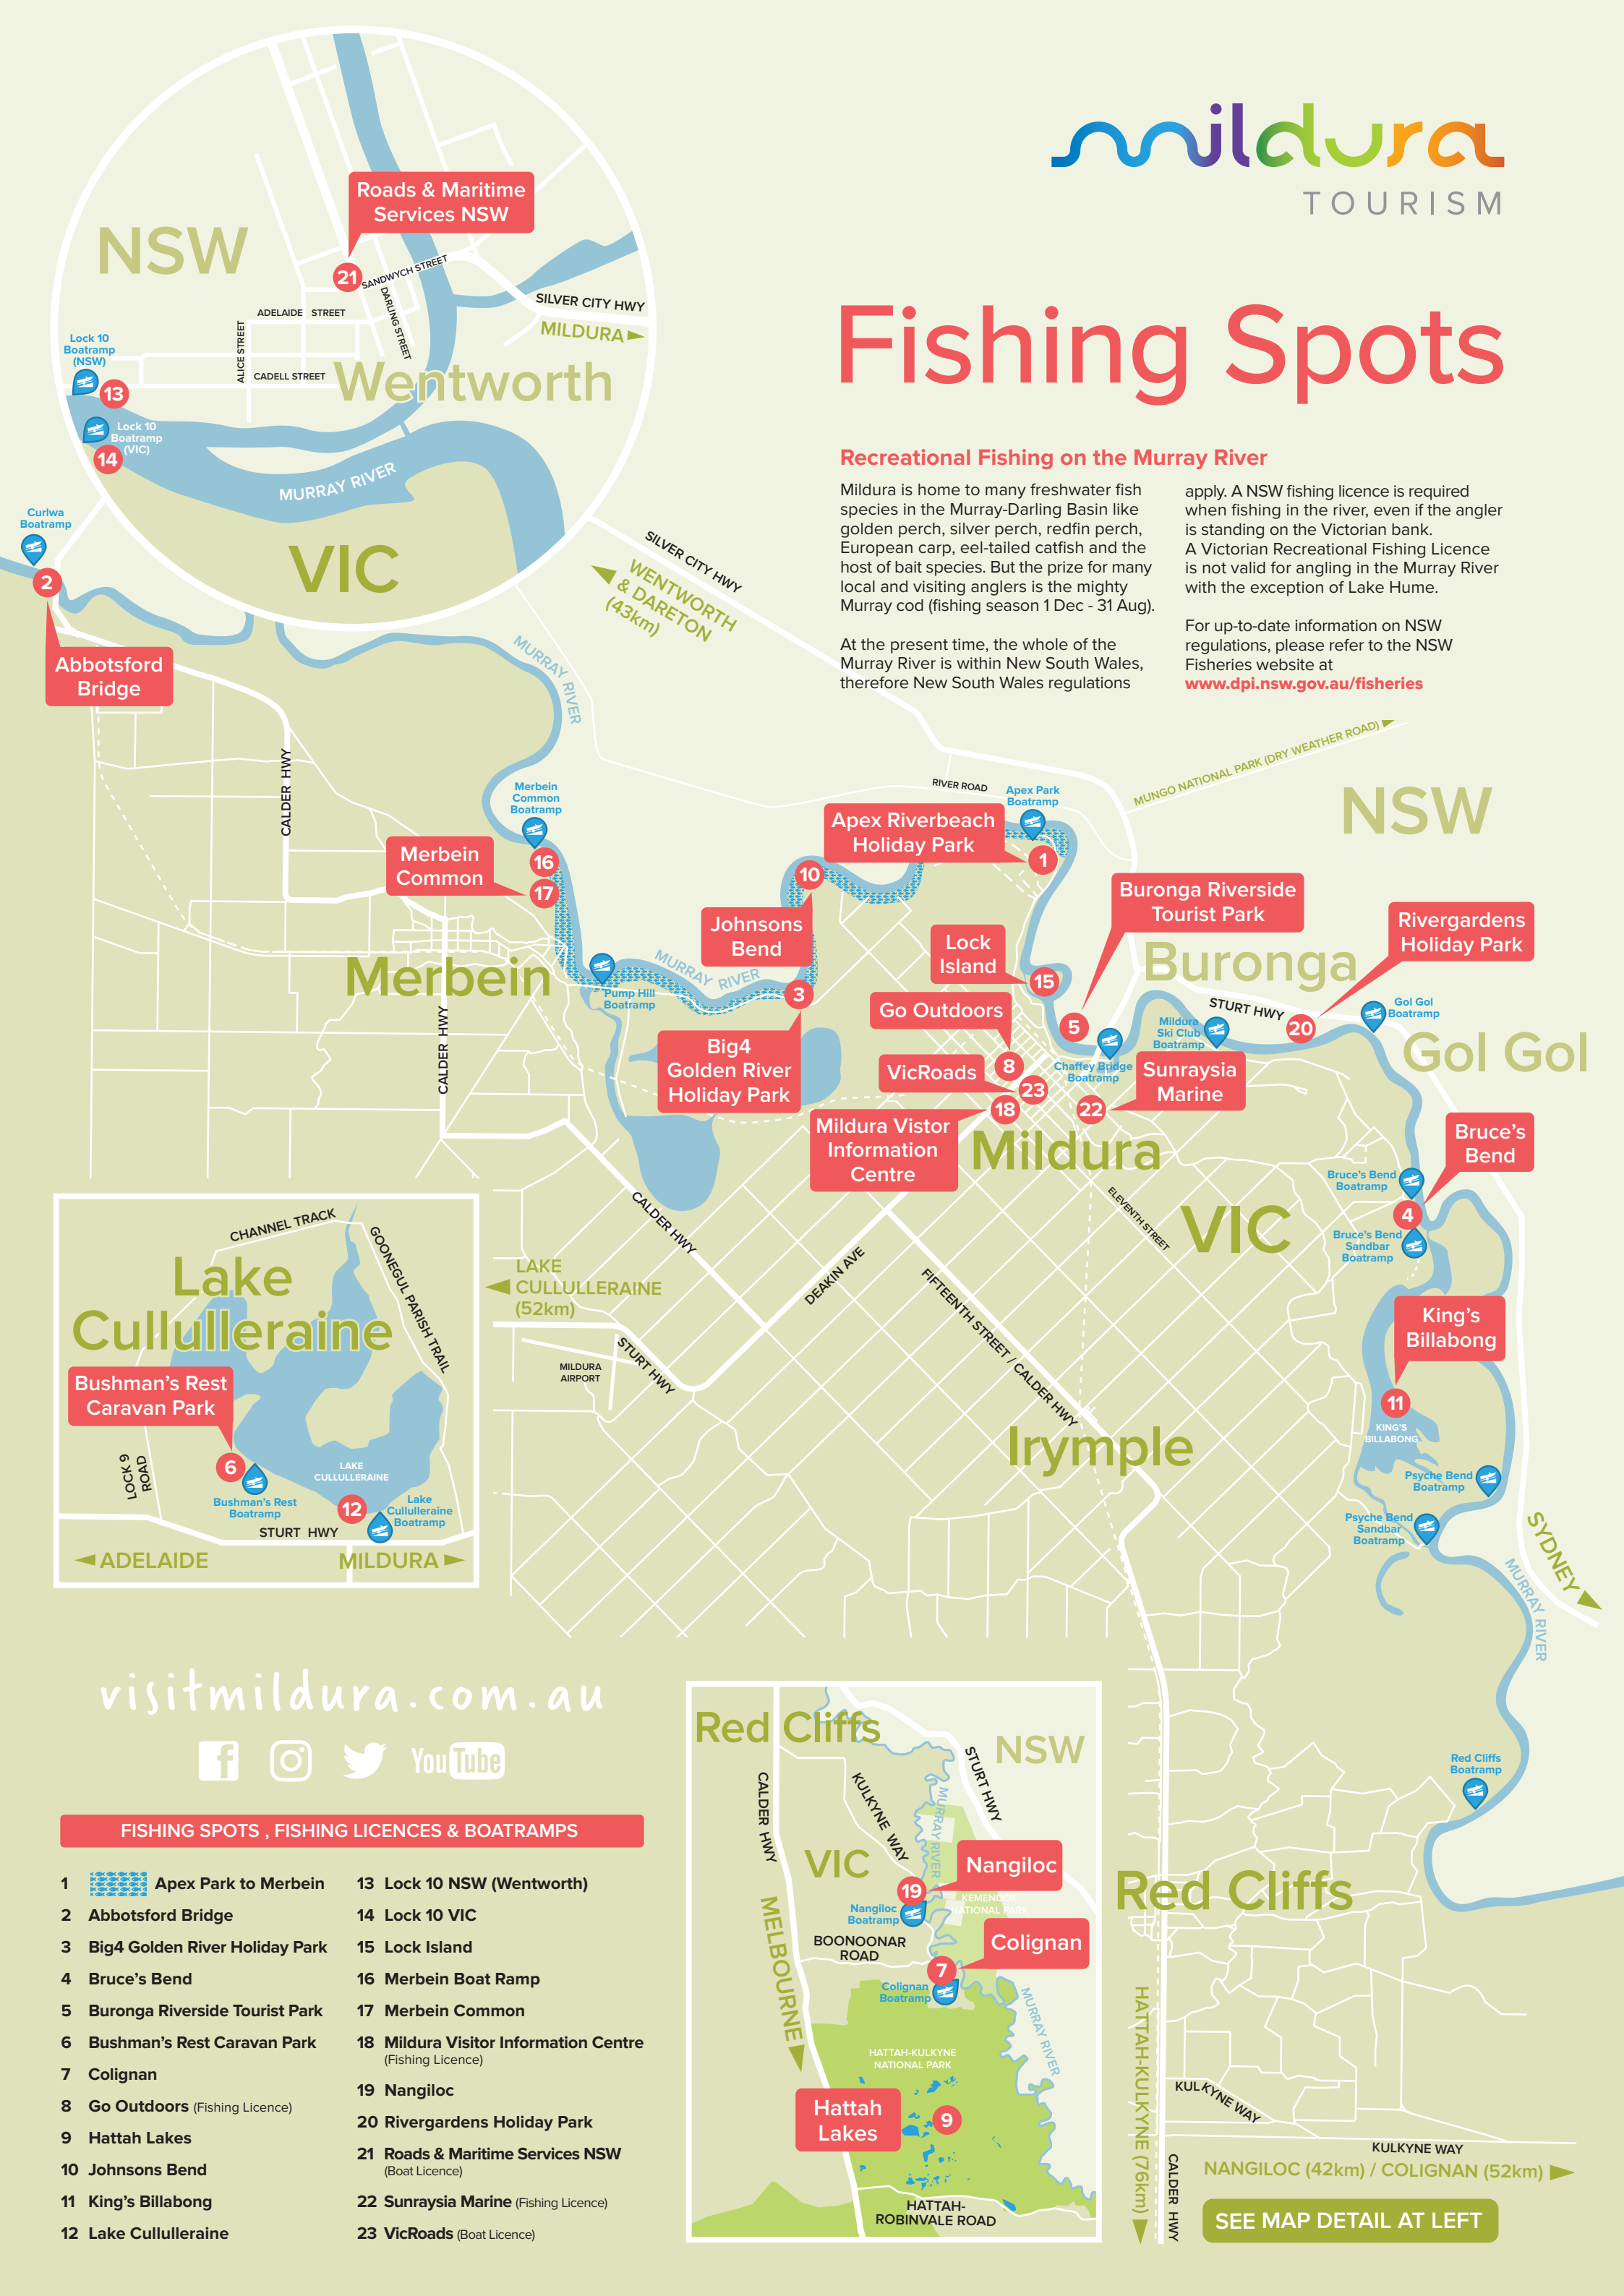 mildura
TOURISM
Fishing Spots
Recreational Fishing on the Murray River
Mildura is home to many freshwater fish
species in the Murray-Darling Basin like
golden perch, silver perch, redfin perch,
European carp, eel-tailed catfish and the
host of bait species. But the prize for many
local and visiting anglers is the mighty
Murray cod (fishing season 1 Dec - 31 Aug).
At the present time, the whole of the
Murray River is within New South Wales,
therefore New South Wales regulations
apply. A NSW fishing licence is required
when fishing in the river, even if the angler
is standing on the Victorian bank.
A Victorian Recreational Fishing Licence
is not valid for angling in the Murray River
with the exception of Lake Hume.
For up-to-date information on NSW
regulations, please refer to the NSW
Fisheries website at
www.dpi.nsw.gov.au/fisheries
Roads & Maritime
Services NSW
NSW
21
SANDWYCH STREET
DARLING STREET
ADELAIDE STREET
ALICE STREET
CADELL STREET
SILVER CITY HWY
MILDURA
Wentworth
Lock 10
Boatramp
(NSW)
13
Lock 10
Boatramp
(VIC)
14
MURRAY RIVER
VIC
Curlwa
Boatramp
2
Abbotsford
Bridge
SILVER CITY HWY
WENTWORTH
& DARETON
(43km)
MURRAY RIVER
CALDER HWY
MUNGO NATIONAL PARK (DRY WEATHER ROAD)
NSW
RIVER ROAD
Apex Park
Boatramp
Apex Riverbeach
Holiday Park
1
Merbein
Common
Boatramp
16
Merbein
Common
17
10
Johnsons
Bend
Buronga Riverside
Tourist Park
Rivergardens
Holiday Park
Lock
Island
15
Buronga
Merbein
MURRAY RIVER
Pump Hill
Boatramp
3
Big4
Golden River
Holiday Park
Go Outdoors
8
5
STURT HWY
Mildura
Ski Club
Boatramp
20
Gol Gol
Boatramp
Gol Gol
Chaffey Bridge
Boatramp
CALDER HWY
VicRoads
23
18
22
Sunraysia
Marine
Mildura Vistor
Information
Centre
Mildura
Bruce's
Bend
Bruce's Bend
Boatramp
4
Bruce's Bend
Sandbar
Boatramp
ELEVENTH STREET
VIC
CALDER HWY
DEAKIN AVE
FIFTEENTH STREET / CALDER HWY
LAKE
CULLULLERAINE
(52km)
STURT HWY
MILDURA
AIRPORT
King's
Billabong
11
KING'S
BILLABONG
Irymple
Psyche Bend
Boatramp
Psyche Bend
Sandbar
Boatramp
SYDNEY
MURRAY RIVER
CHANNEL TRACK
GOONEGUL PARISH TRAIL
Lake
Cullulleraine
Bushman's Rest
Caravan Park
6
LOCK 9
ROAD
Bushman's Rest
Boatramp
LAKE
CULLULLERAINE
12
Lake
Cullulleraine
Boatramp
STURT HWY
ADELAIDE
MILDURA
visitmildura.com.au
f
You Tube
Red Cliffs
Boatramp
Red Cliffs
Red Cliffs
NSW
STURT HWY
CALDER HWY
KULKYNE WAY
MURRAY RIVER
VIC
Nangiloc
19
KEMENDOK
NATIONAL PARK
Nangiloc
Boatramp
MELBOURNE
BOONOONAR
ROAD
Colignan
7
Colignan
Boatramp
MURRAY RIVER
HATTAH-KULKYNE
NATIONAL PARK
Hattah
Lakes
9
HATTAH-
ROBINVALE ROAD
HATTAH-KULKYNE (76km)
CALDER HWY
KULKYNE WAY
KULKYNE WAY
NANGILOC (42km) / COLIGNAN (52km)
SEE MAP DETAIL AT LEFT
FISHING SPOTS , FISHING LICENCES & BOATRAMPS
1 Apex Park to Merbein
2 Abbotsford Bridge
3 Big4 Golden River Holiday Park
4 Bruce's Bend
5 Buronga Riverside Tourist Park
6 Bushman's Rest Caravan Park
7 Colignan
8 Go Outdoors (Fishing Licence)
9 Hattah Lakes
10 Johnsons Bend
11 King's Billabong
12 Lake Cullulleraine
13 Lock 10 NSW (Wentworth)
14 Lock 10 VIC
15 Lock Island
16 Merbein Boat Ramp
17 Merbein Common
18 Mildura Visitor Information Centre
(Fishing Licence)
19 Nangiloc
20 Rivergardens Holiday Park
21 Roads & Maritime Services NSW
(Boat Licence)
22 Sunraysia Marine (Fishing Licence)
23 VicRoads (Boat Licence)